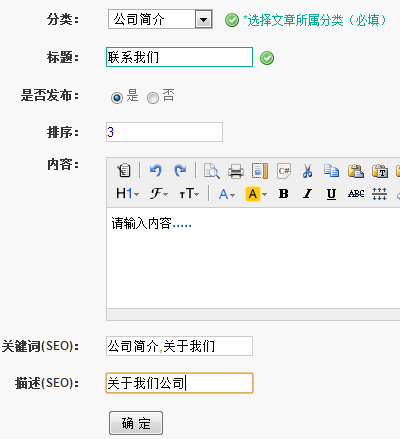 分类： 公司简介 *选择文章所属分类（必填）
标题： 联系我们
是否发布： 是 否
排序： 3
内容：
H1 ℱ тT A A B I U ABC
请输入内容.....
关键词(SEO): 公司简介,关于我们
描述(SEO): 关于我们公司
确 定